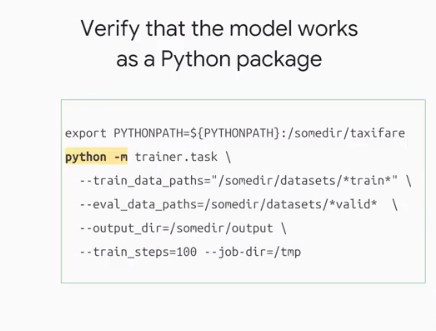 Verify that the model works
as a Python package
export PYTHONPATH=${PYTHONPATH}:/somedir/taxifare
python -m trainer.task \
--train_data_paths="/somedir/datasets/*train*" \
--eval_data_paths=/somedir/datasets/*valid* \
--output_dir=/somedir/output \
--train_steps=100 --job-dir=/tmp